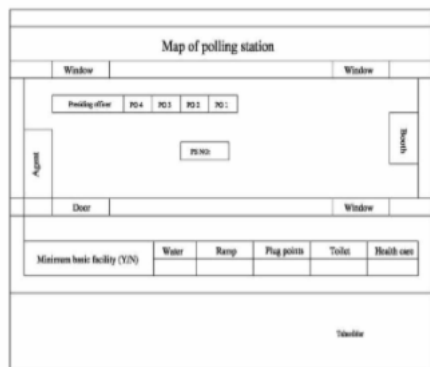 Map of polling station
Window Window
Presiding officer PO 4 PO 3 PO 2 PO 1
Agent
Booth
PS NO:
Door Window
Minimum basic facility (Y/N) Water Ramp Plug points Toilet Health care
Tahasildar